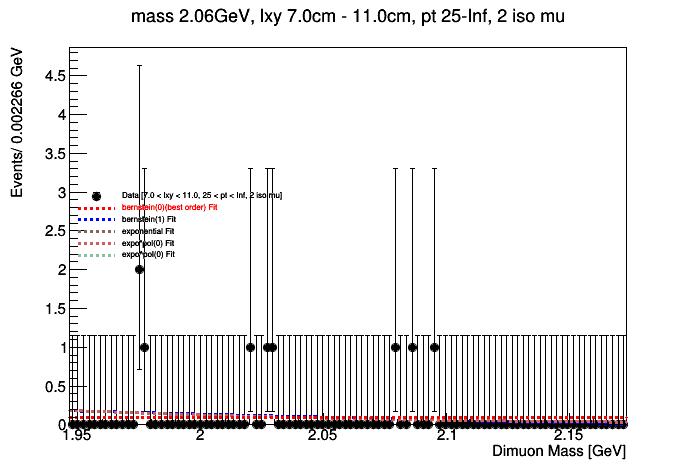 mass 2.06GeV, lxy 7.0cm - 11.0cm, pt 25-Inf, 2 iso mu
Events/ 0.002266 GeV
4.5
4
3.5
3
2.5
2
1.5
1
0.5
0
Data [7.0 < lxy < 11.0, 25 < pt < Inf, 2 iso mu]
bernstein(0)(best order) Fit
bernstein(1) Fit
exponential Fit
expo*pol(0) Fit
expo*pol(0) Fit
1.95 2 2.05 2.1 2.15
Dimuon Mass [GeV]